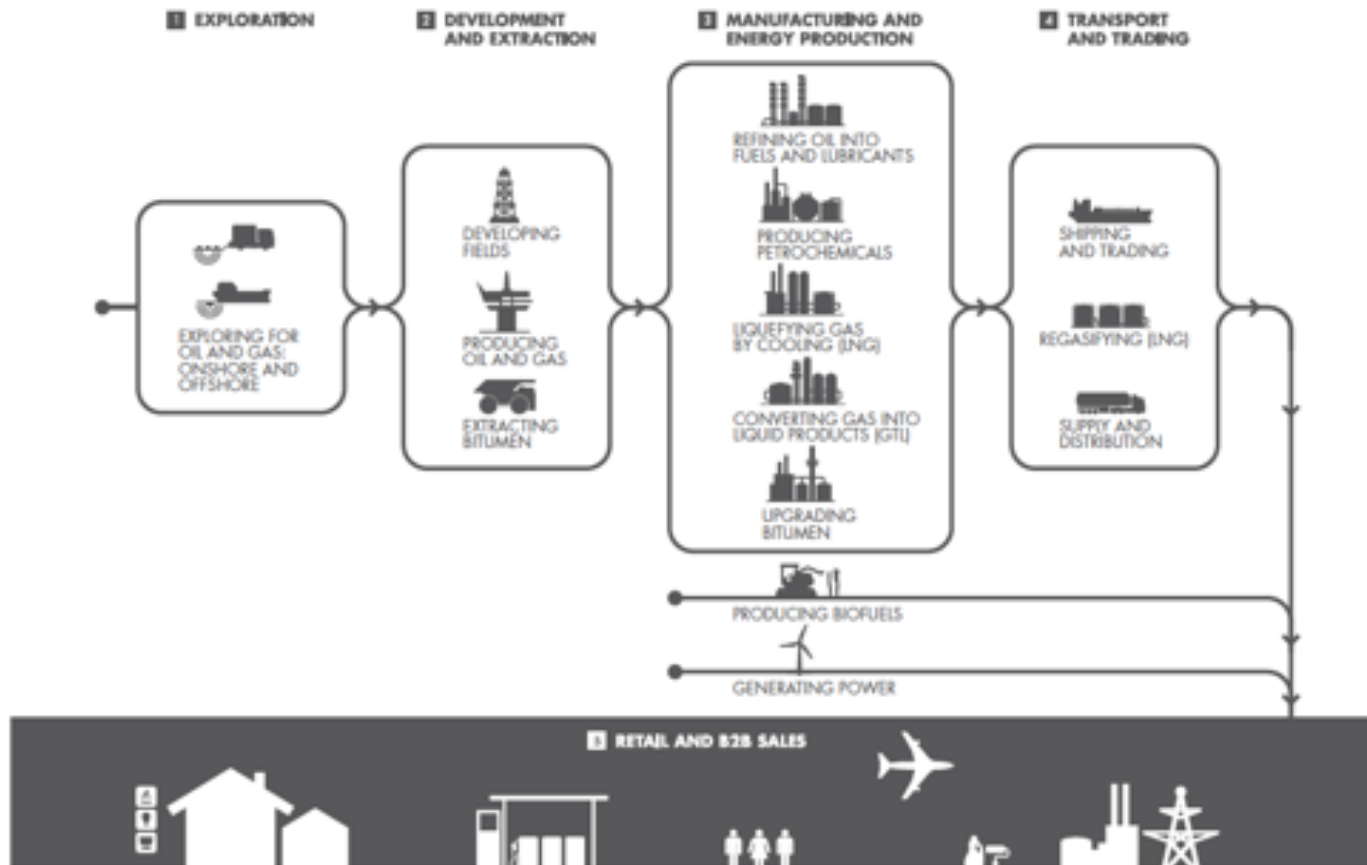 1 EXPLORATION
2 DEVELOPMENT
AND EXTRACTION
3 MANUFACTURING AND
ENERGY PRODUCTION
4 TRANSPORT
AND TRADING
EXPLORING FOR
OIL AND GAS:
ONSHORE AND
OFFSHORE
DEVELOPING
FIELDS
PRODUCING
OIL AND GAS
EXTRACTING
BITUMEN
REFINING OIL INTO
FUELS AND LUBRICANTS
PRODUCING
PETROCHEMICALS
LIQUEFYING GAS
BY COOLING (LNG)
CONVERTING GAS INTO
LIQUID PRODUCTS (GTL)
UPGRADING
BITUMEN
SHIPPING
AND TRADING
REGASIFYING (LNG)
SUPPLY AND
DISTRIBUTION
PRODUCING BIOFUELS
GENERATING POWER
5 RETAIL AND B2B SALES